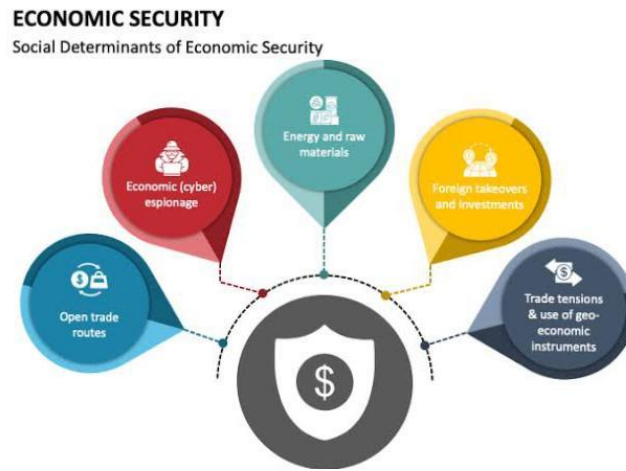 ECONOMIC SECURITY
Social Determinants of Economic Security
Open trade
routes
Economic (cyber)
espionage
Energy and raw
materials
Foreign takeovers
and investments
Trade tensions
& use of geo-
economic
instruments
$